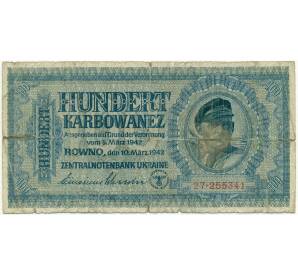 HUNDERT
HUNDERT
KARBOWANEZ
Ausgegeben auf Grund der Verordnung
vom 5. März 1942
ROWNO, den 10. März 1942
ZENTRALNOTENBANK UKRAINE
27·255341